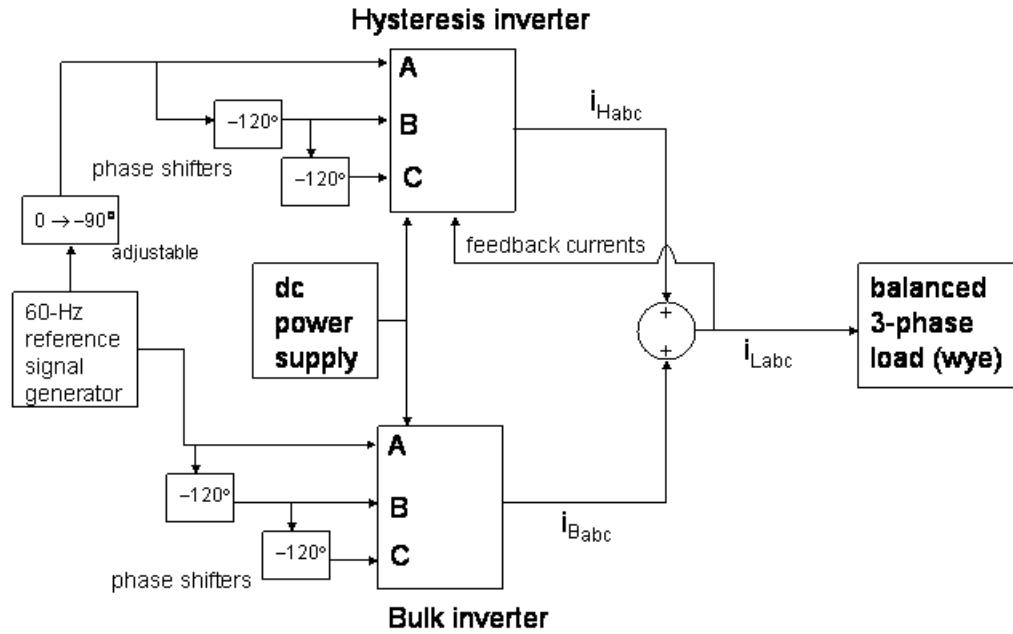 Hysteresis inverter
A
B
C
–120°
–120°
phase shifters
i_Habc
0 → –90°
adjustable
feedback currents
60-Hz
reference
signal
generator
dc
power
supply
+
+
i_Labc
balanced
3-phase
load (wye)
A
B
C
–120°
–120°
phase shifters
i_Babc
Bulk inverter